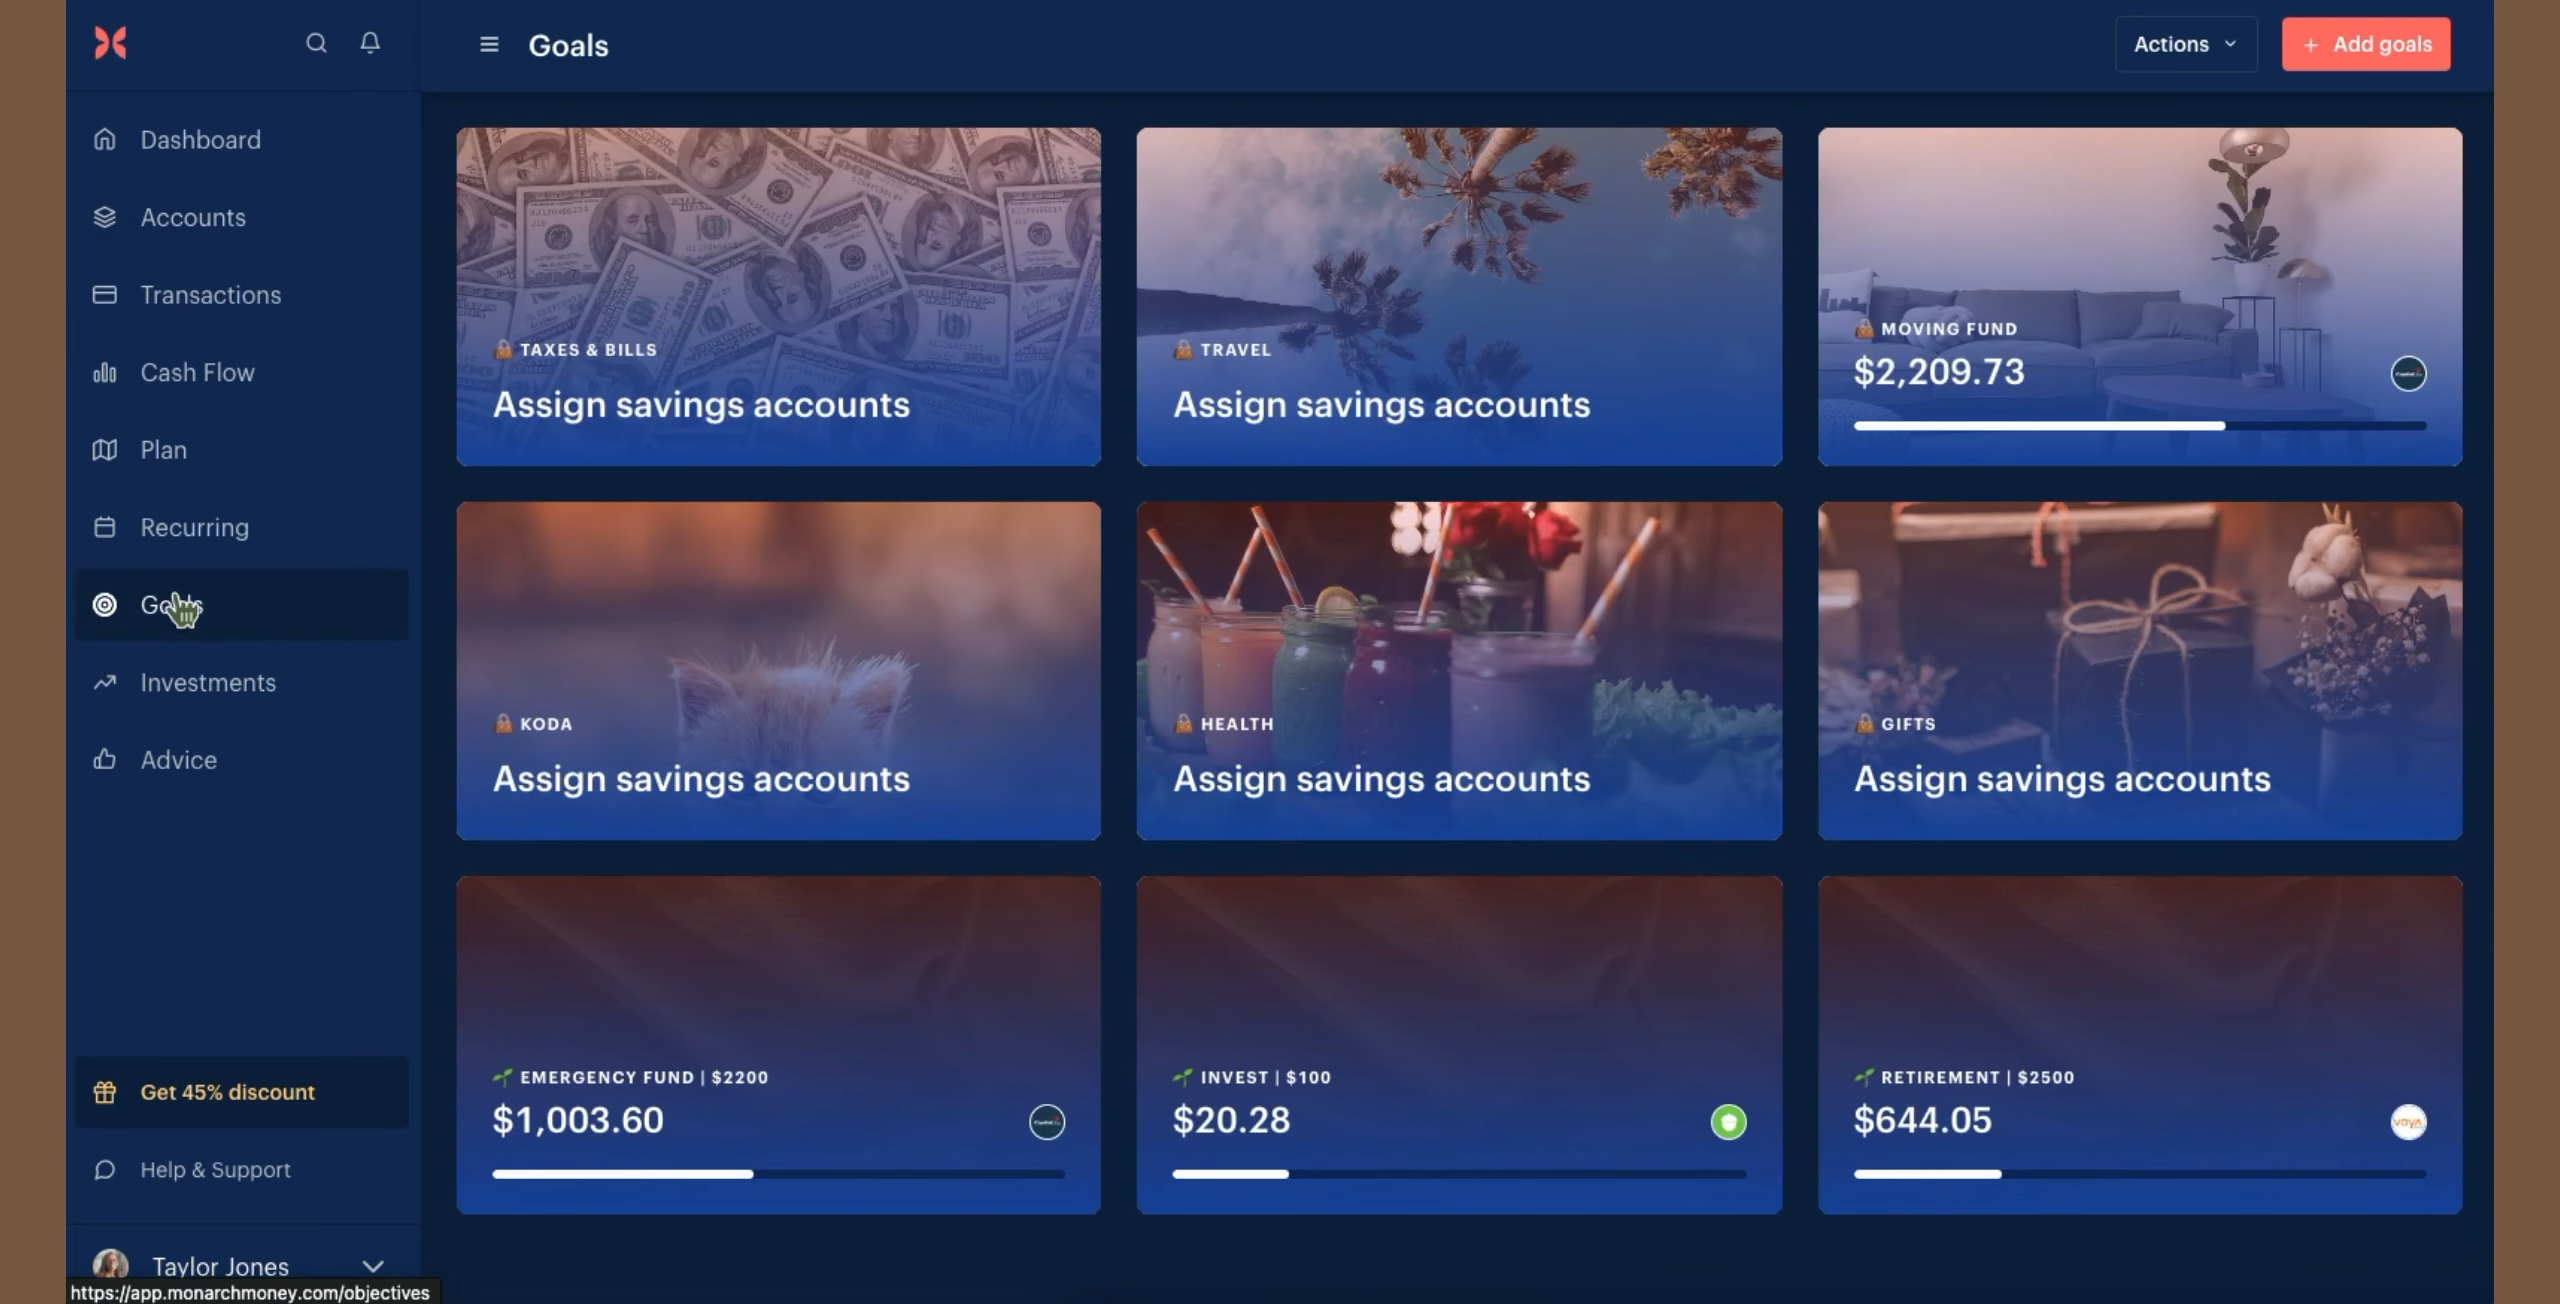 Goals
Actions
+ Add goals
Dashboard
Accounts
Transactions
Cash Flow
Plan
Recurring
Goals
Investments
Advice
Get 45% discount
Help & Support
Taylor Jones
https://app.monarchmoney.com/objectives
TAXES & BILLS
Assign savings accounts
TRAVEL
Assign savings accounts
MOVING FUND
$2,209.73
KODA
Assign savings accounts
HEALTH
Assign savings accounts
GIFTS
Assign savings accounts
EMERGENCY FUND | $2200
$1,003.60
INVEST | $100
$20.28
RETIREMENT | $2500
$644.05
VOYA